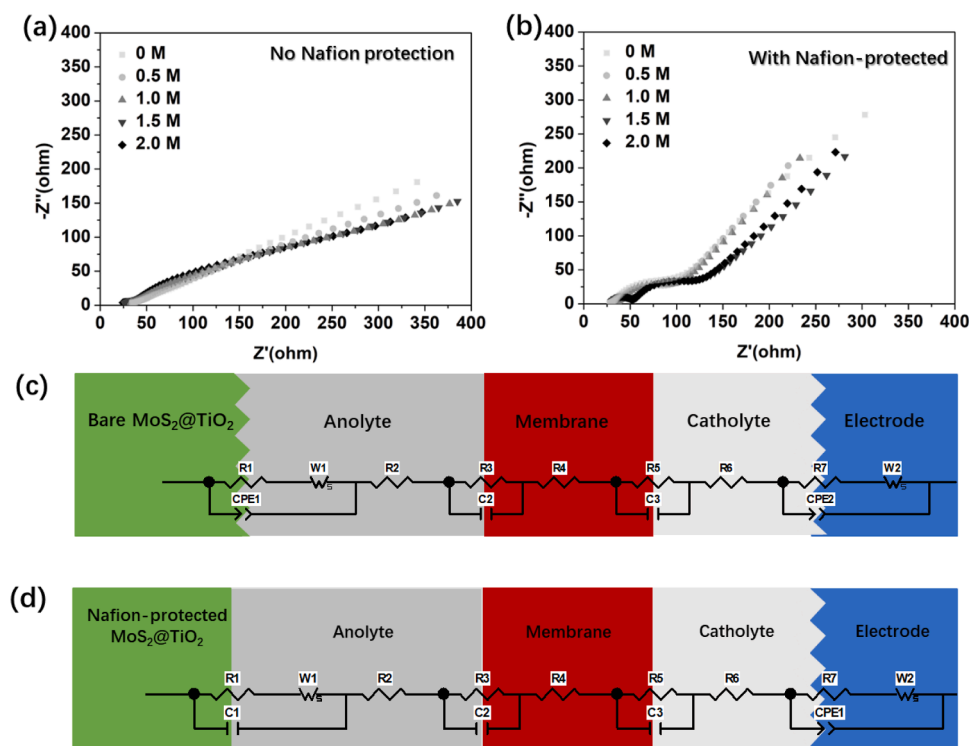 (a)
400
350
300
250
200
150
100
50
0
-Z''(ohm)
0 M
0.5 M
1.0 M
1.5 M
2.0 M
No Nafion protection
0 50 100 150 200 250 300 350 400
Z'(ohm)
(b)
400
350
300
250
200
150
100
50
0
-Z''(ohm)
0 M
0.5 M
1.0 M
1.5 M
2.0 M
With Nafion-protected
0 50 100 150 200 250 300 350 400
Z'(ohm)
(c)
Bare MoS₂@TiO₂ Anolyte Membrane Catholyte Electrode
R1 W1 R2 R3 R4 R5 R6 R7 W2
s s
CPE1 C2 C3 CPE2
(d)
Nafion-protected
MoS₂@TiO₂ Anolyte Membrane Catholyte Electrode
R1 W1 R2 R3 R4 R5 R6 R7 W2
s s
C1 C2 C3 CPE1